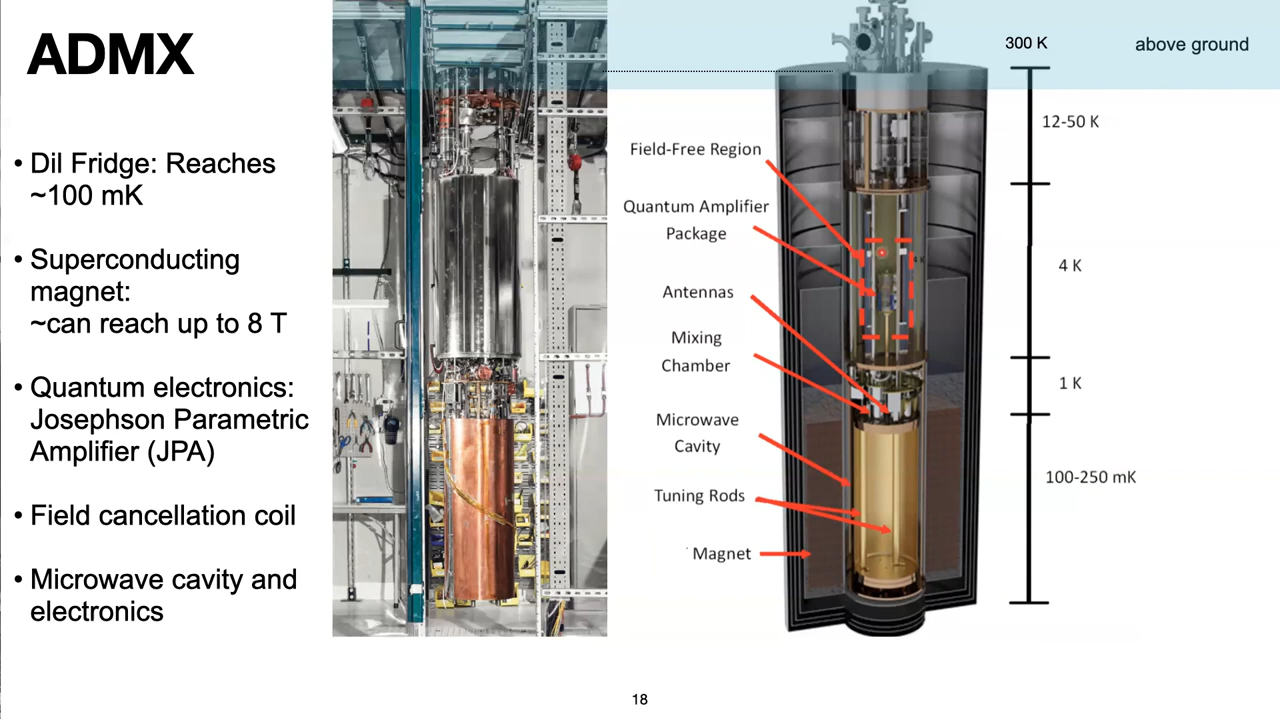 ADMX
• Dil Fridge: Reaches
~100 mK
• Superconducting
magnet:
~can reach up to 8 T
• Quantum electronics:
Josephson Parametric
Amplifier (JPA)
• Field cancellation coil
• Microwave cavity and
electronics
Field-Free Region
Quantum Amplifier
Package
Antennas
Mixing
Chamber
Microwave
Cavity
Tuning Rods
Magnet
4 K
300 K
above ground
12-50 K
4 K
1 K
100-250 mK
18